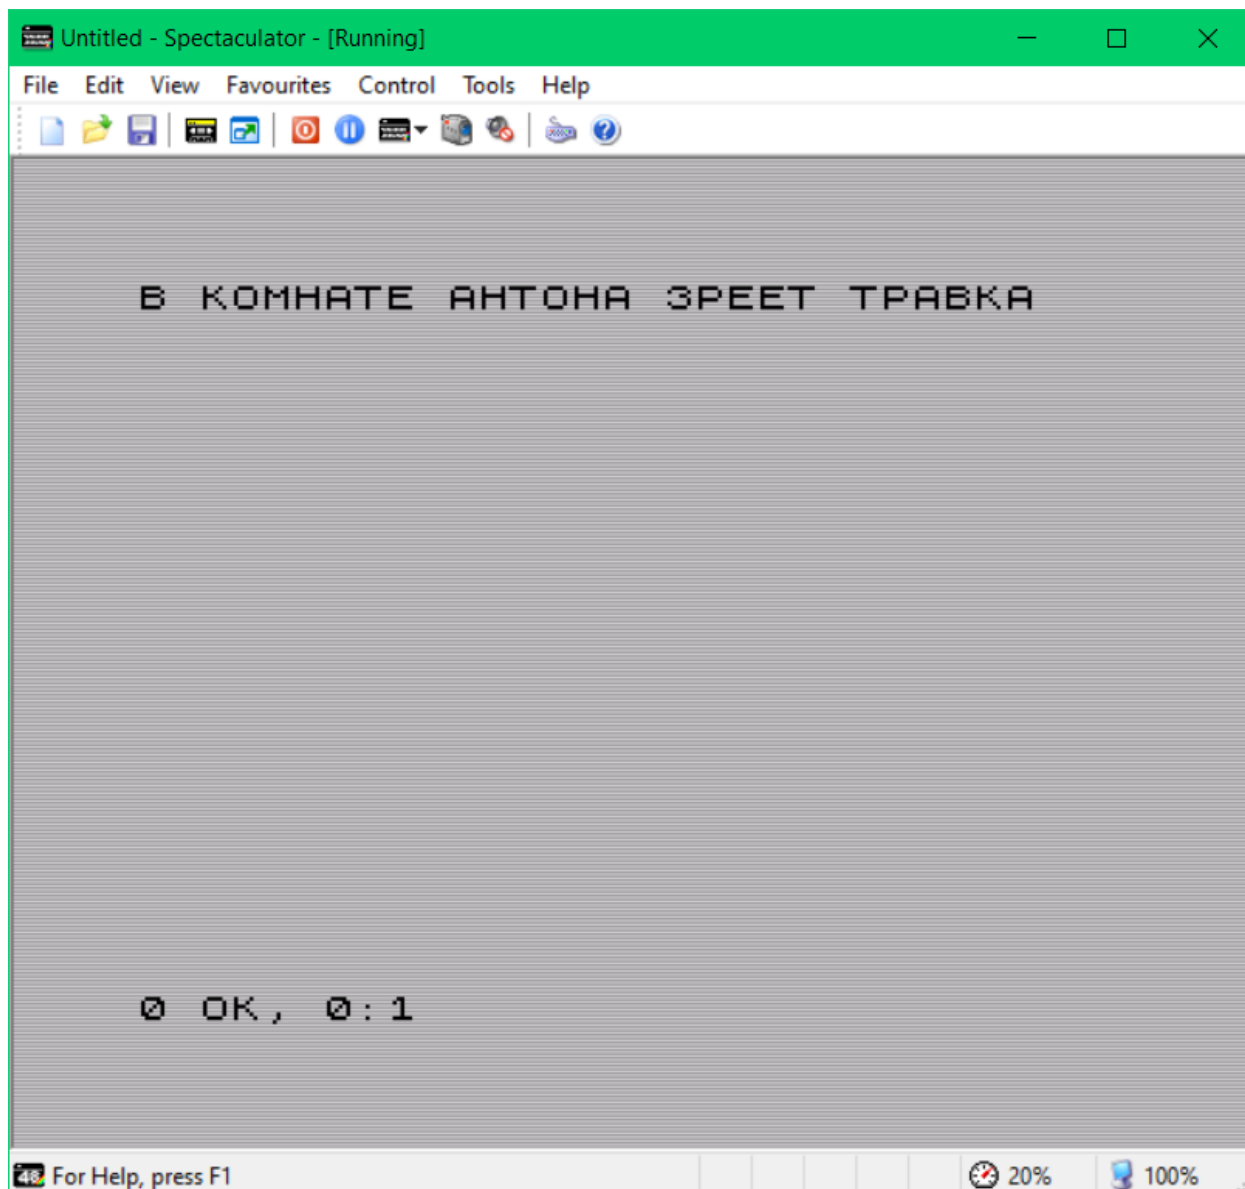 Untitled - Spectaculator - [Running]
File Edit View Favourites Control Tools Help
В КОМНАТЕ АНТОНА ЗРЕЕТ ТРАВКА
0 OK, 0:1
48 For Help, press F1 20% 100%